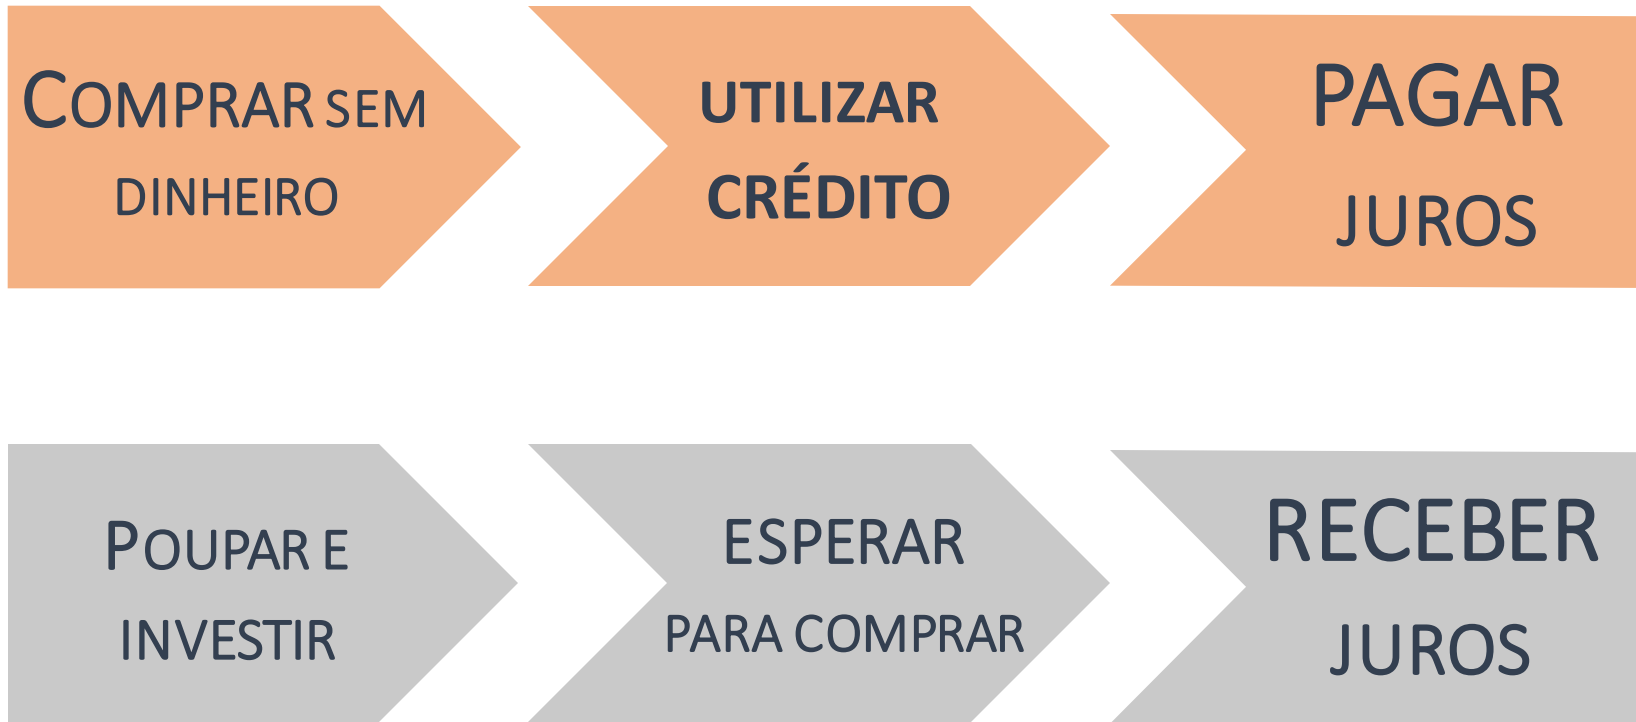 COMPRAR SEM
DINHEIRO
UTILIZAR
CRÉDITO
PAGAR
JUROS
POUPAR E
INVESTIR
ESPERAR
PARA COMPRAR
RECEBER
JUROS